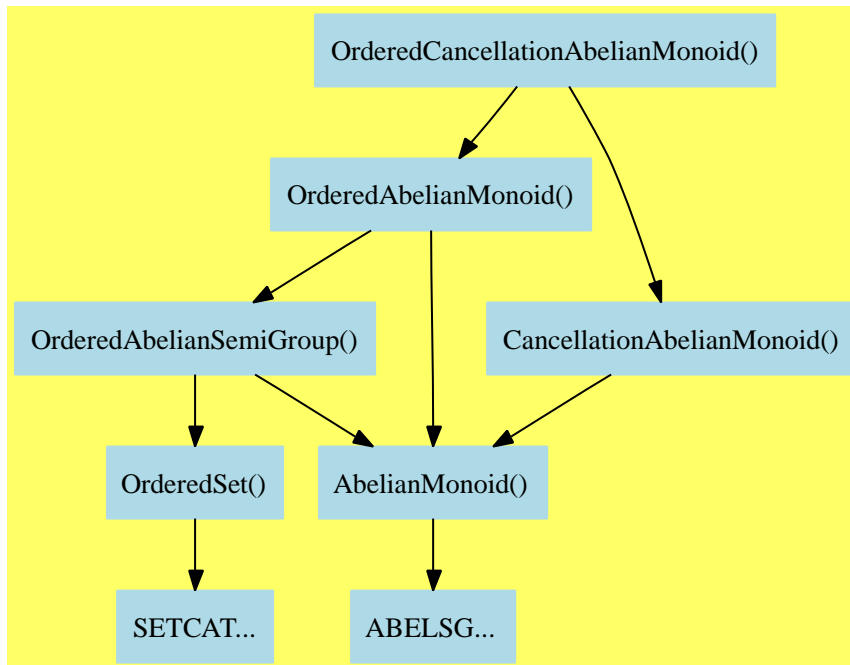 OrderedCancellationAbelianMonoid()
OrderedAbelianMonoid()
OrderedAbelianSemiGroup()
CancellationAbelianMonoid()
OrderedSet()
AbelianMonoid()
SETCAT...
ABELSG...